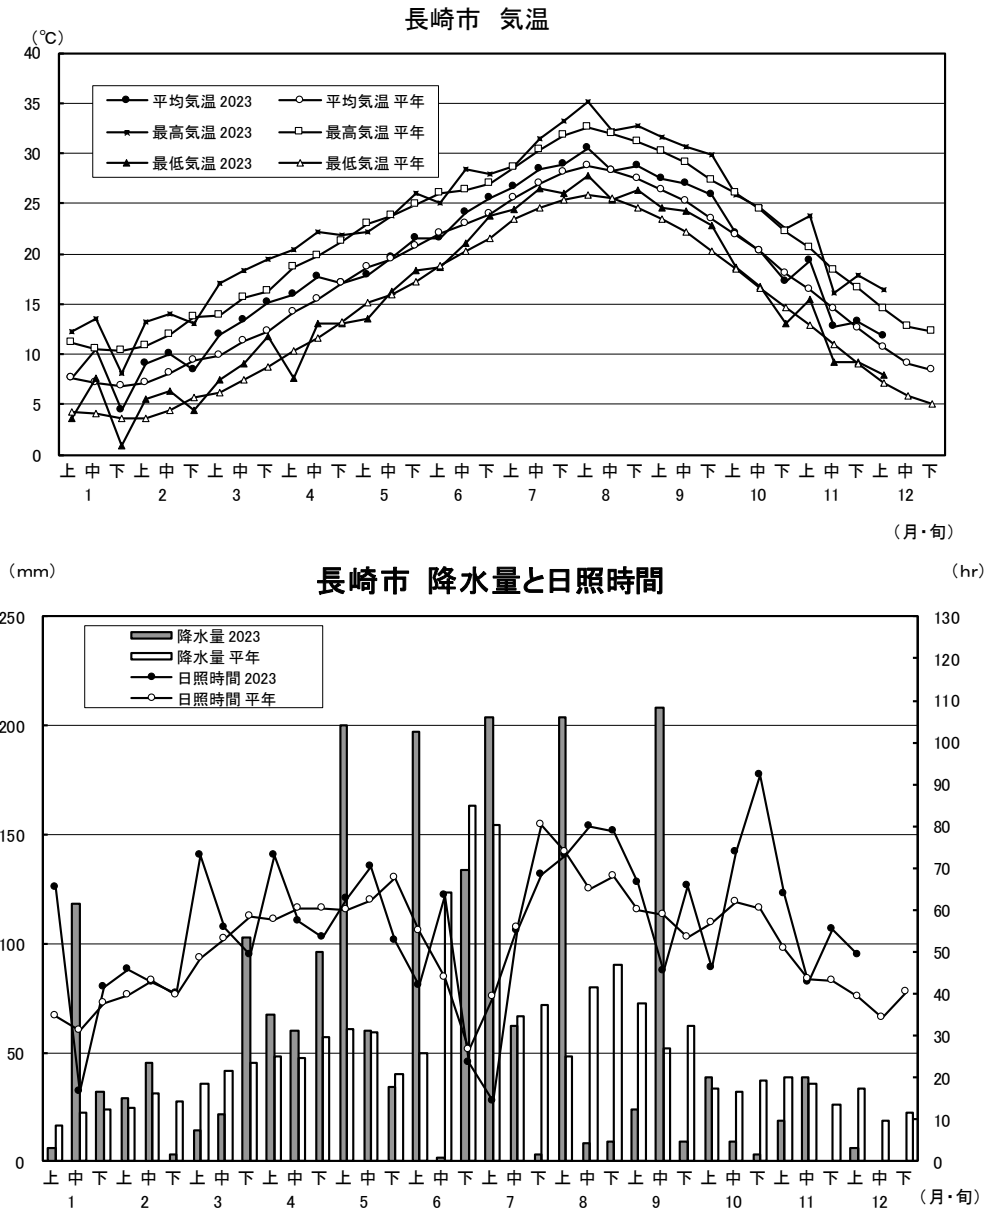 長崎市 気温
(℃)
40
35
30
25
20
15
10
5
0
平均気温 2023 平均気温 平年
最高気温 2023 最高気温 平年
最低気温 2023 最低気温 平年
上 中 下 上 中 下 上 中 下 上 中 下 上 中 下 上 中 下 上 中 下 上 中 下 上 中 下 上 中 下 上 中 下 上 中 下
1 2 3 4 5 6 7 8 9 10 11 12
(月・旬)
(mm) 長崎市 降水量と日照時間 (hr)
250
200
150
100
50
0
降水量 2023
降水量 平年
日照時間 2023
日照時間 平年
130
120
110
100
90
80
70
60
50
40
30
20
10
0
上 中 下 上 中 下 上 中 下 上 中 下 上 中 下 上 中 下 上 中 下 上 中 下 上 中 下 上 中 下 上 中 下 上 中 下
1 2 3 4 5 6 7 8 9 10 11 12 (月・旬)